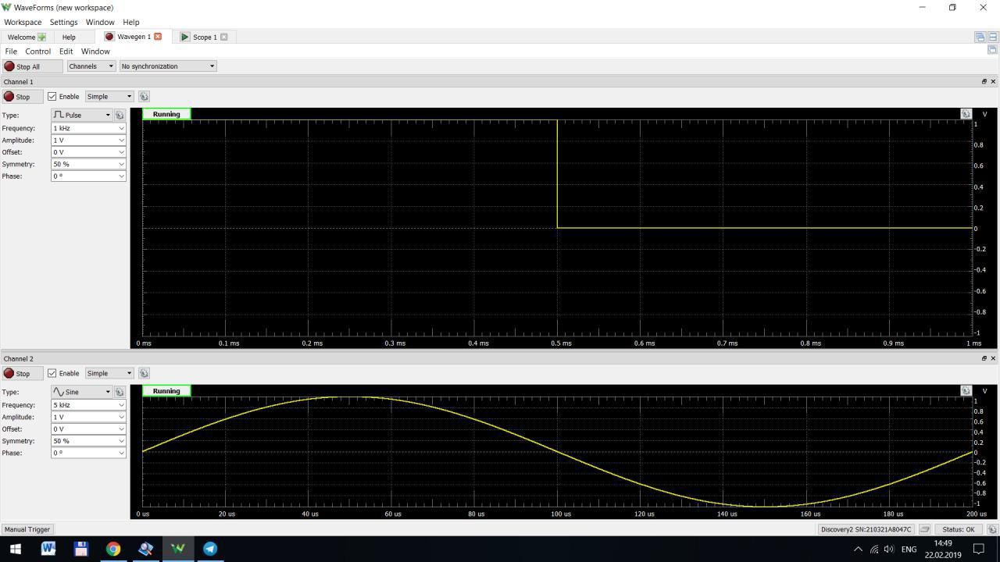 WaveForms (new workspace)
Workspace Settings Window Help
Welcome Help Wavegen 1 Scope 1
File Control Edit Window
Stop All Channels No synchronization
Channel 1
Stop Enable Simple
Type: Pulse Running V
Frequency: 1 kHz
Amplitude: 1 V
Offset: 0 V
Symmetry: 50 %
Phase: 0 º
1
0.8
0.6
0.4
0.2
0
-0.2
-0.4
-0.6
-0.8
-1
0 ms 0.1 ms 0.2 ms 0.3 ms 0.4 ms 0.5 ms 0.6 ms 0.7 ms 0.8 ms 0.9 ms 1 ms
Channel 2
Stop Enable Simple
Type: Sine Running V
Frequency: 5 kHz
Amplitude: 1 V
Offset: 0 V
Symmetry: 50 %
Phase: 0 º
1
0.8
0.6
0.4
0.2
0
-0.2
-0.4
-0.6
-0.8
-1
0 us 20 us 40 us 60 us 80 us 100 us 120 us 140 us 160 us 180 us 200 us
Manual Trigger Discovery2 SN:210321A8047C Status: OK
ENG 14:49
22.02.2019